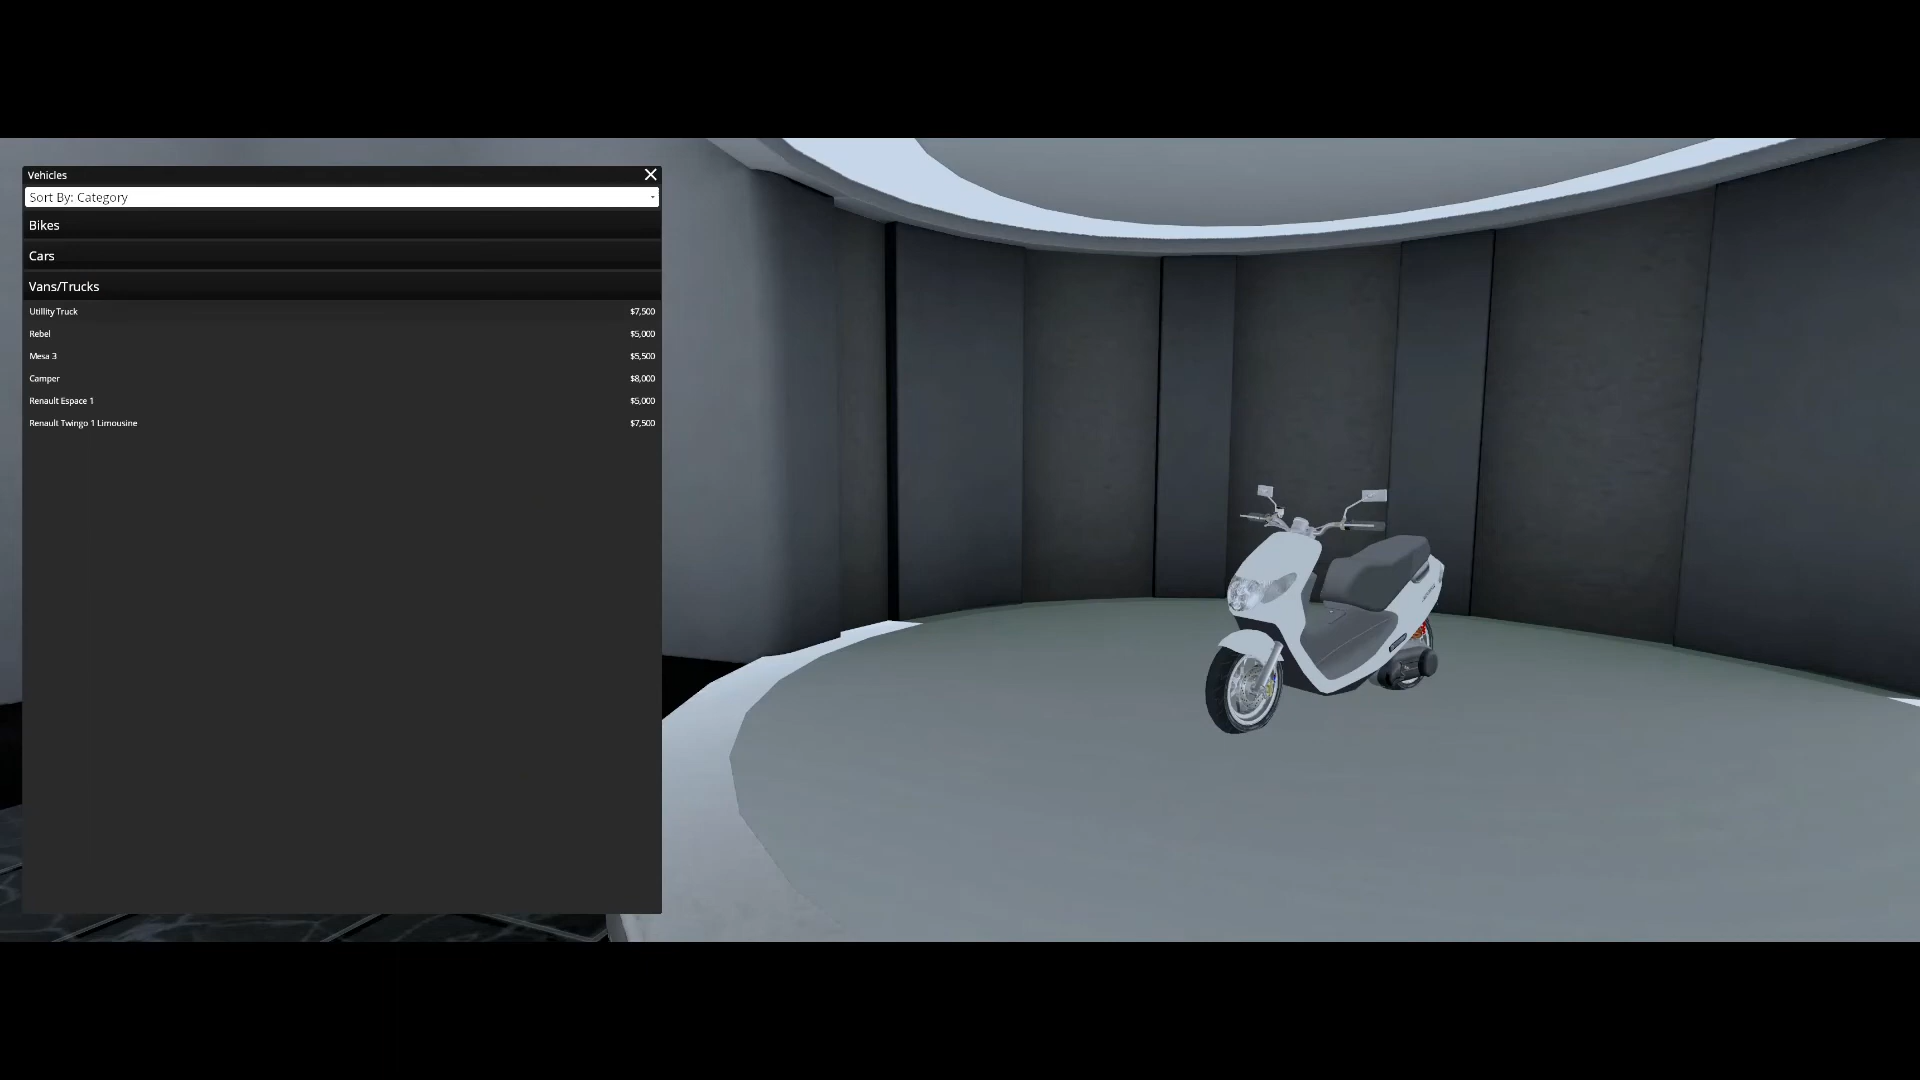 Vehicles
Sort By: Category
Bikes
Cars
Vans/Trucks
Utillity Truck $7,500
Rebel $5,000
Mesa 3 $5,500
Camper $8,000
Renault Espace 1 $5,000
Renault Twingo 1 Limousine $7,500